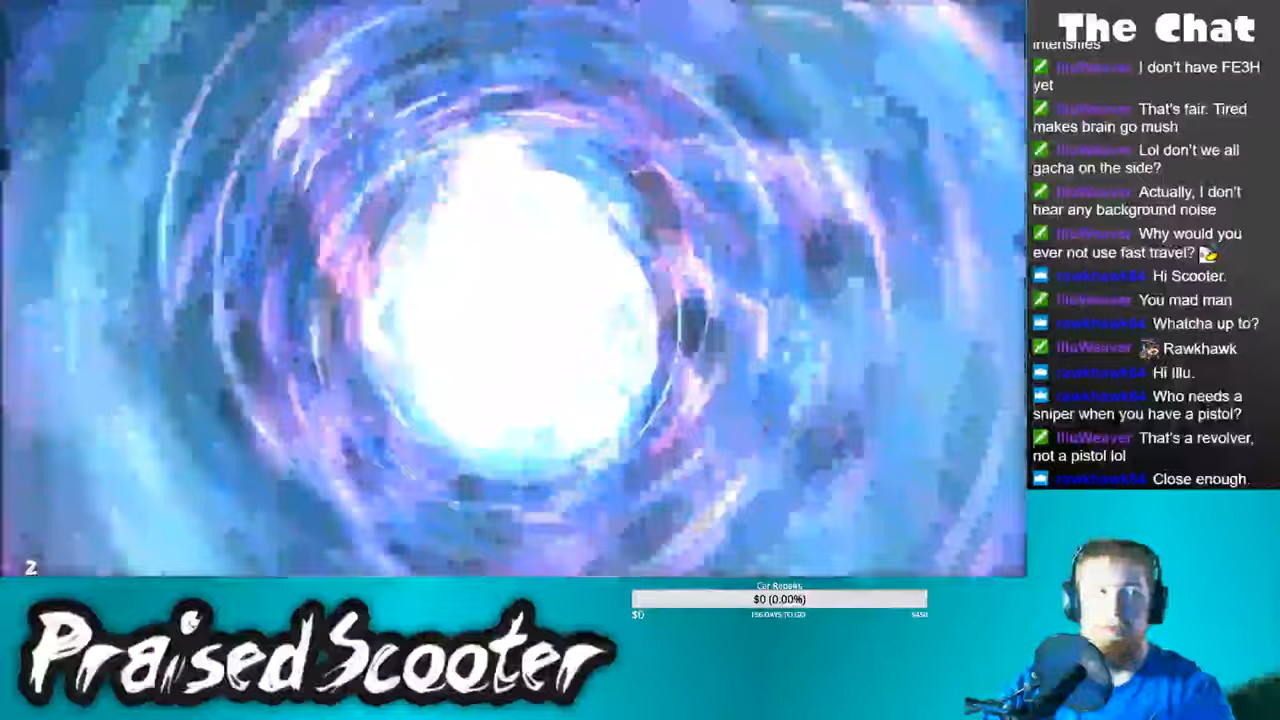 The Chat
intensifies
IlluWeaver I don't have FE3H
yet
IlluWeaver That's fair. Tired
makes brain go mush
IlluWeaver Lol don't we all
gacha on the side?
IlluWeaver Actually, I don't
hear any background noise
IlluWeaver Why would you
ever not use fast travel?
rawkhawk64 Hi Scooter.
IlluWeaver You mad man
rawkhawk64 Whatcha up to?
IlluWeaver Rawkhawk
rawkhawk64 Hi Illu.
rawkhawk64 Who needs a
sniper when you have a pistol?
IlluWeaver That's a revolver,
not a pistol lol
rawkhawk64 Close enough.
z
Car Repairs
$0 (0.00%)
$0 DAYS TO GO $450
PraisedScooter